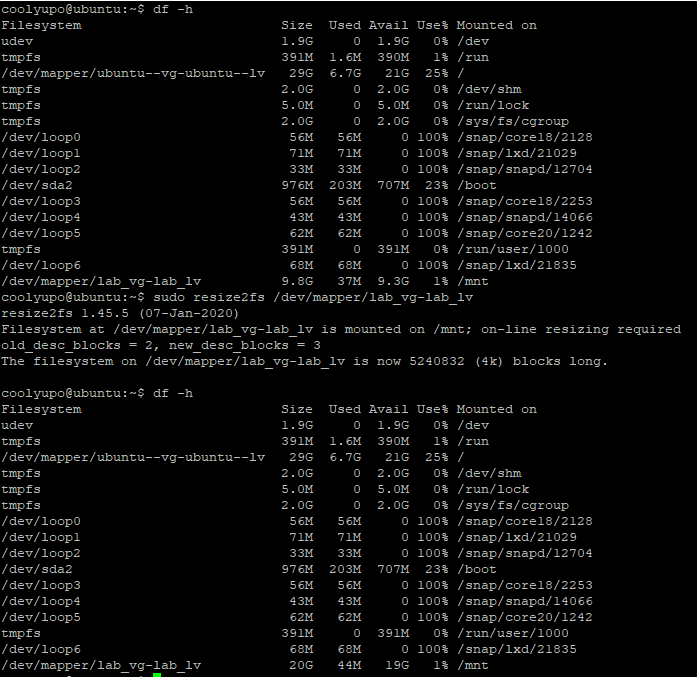 coolyupo@ubuntu:~$ df -h
Filesystem                         Size  Used Avail Use% Mounted on
udev                               1.9G     0  1.9G   0% /dev
tmpfs                              391M  1.6M  390M   1% /run
/dev/mapper/ubuntu--vg-ubuntu--lv   29G  6.7G   21G  25% /
tmpfs                              2.0G     0  2.0G   0% /dev/shm
tmpfs                              5.0M     0  5.0M   0% /run/lock
tmpfs                              2.0G     0  2.0G   0% /sys/fs/cgroup
/dev/loop0                          56M   56M     0 100% /snap/core18/2128
/dev/loop1                          71M   71M     0 100% /snap/lxd/21029
/dev/loop2                          33M   33M     0 100% /snap/snapd/12704
/dev/sda2                          976M  203M  707M  23% /boot
/dev/loop3                          56M   56M     0 100% /snap/core18/2253
/dev/loop4                          43M   43M     0 100% /snap/snapd/14066
/dev/loop5                          62M   62M     0 100% /snap/core20/1242
tmpfs                              391M     0  391M   0% /run/user/1000
/dev/loop6                          68M   68M     0 100% /snap/lxd/21835
/dev/mapper/lab_vg-lab_lv          9.8G   37M  9.3G   1% /mnt
coolyupo@ubuntu:~$ sudo resize2fs /dev/mapper/lab_vg-lab_lv
resize2fs 1.45.5 (07-Jan-2020)
Filesystem at /dev/mapper/lab_vg-lab_lv is mounted on /mnt; on-line resizing required
old_desc_blocks = 2, new_desc_blocks = 3
The filesystem on /dev/mapper/lab_vg-lab_lv is now 5240832 (4k) blocks long.
coolyupo@ubuntu:~$ df -h
Filesystem                         Size  Used Avail Use% Mounted on
udev                               1.9G     0  1.9G   0% /dev
tmpfs                              391M  1.6M  390M   1% /run
/dev/mapper/ubuntu--vg-ubuntu--lv   29G  6.7G   21G  25% /
tmpfs                              2.0G     0  2.0G   0% /dev/shm
tmpfs                              5.0M     0  5.0M   0% /run/lock
tmpfs                              2.0G     0  2.0G   0% /sys/fs/cgroup
/dev/loop0                          56M   56M     0 100% /snap/core18/2128
/dev/loop1                          71M   71M     0 100% /snap/lxd/21029
/dev/loop2                          33M   33M     0 100% /snap/snapd/12704
/dev/sda2                          976M  203M  707M  23% /boot
/dev/loop3                          56M   56M     0 100% /snap/core18/2253
/dev/loop4                          43M   43M     0 100% /snap/snapd/14066
/dev/loop5                          62M   62M     0 100% /snap/core20/1242
tmpfs                              391M     0  391M   0% /run/user/1000
/dev/loop6                          68M   68M     0 100% /snap/lxd/21835
/dev/mapper/lab_vg-lab_lv           20G   44M   19G   1% /mnt